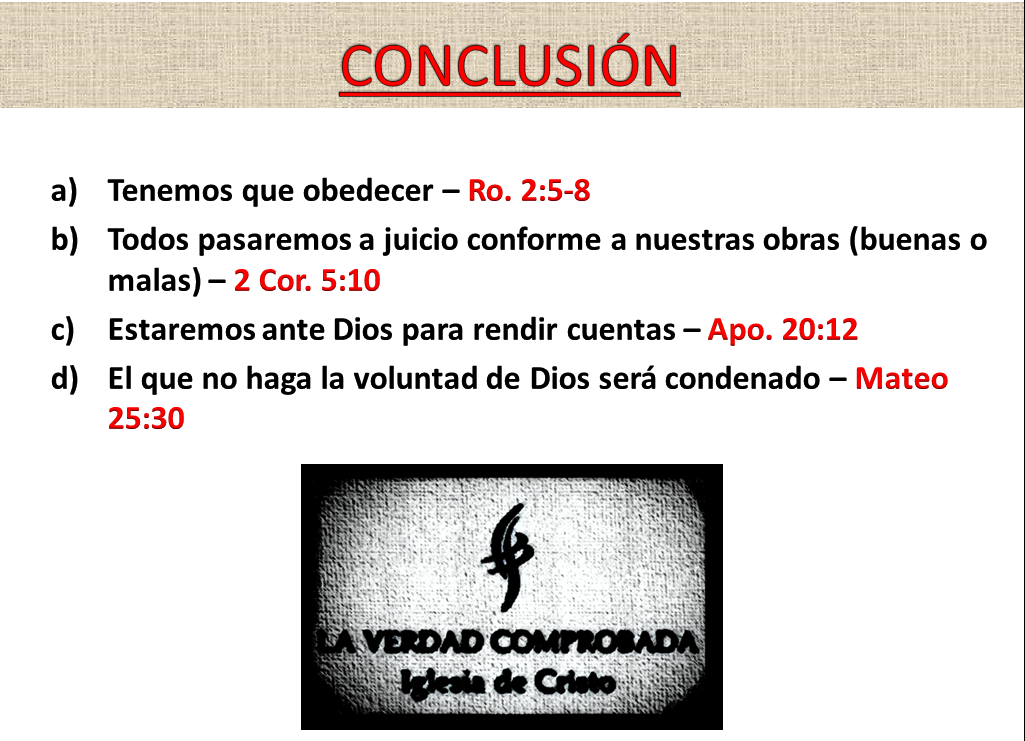 CONCLUSIÓN
a) Tenemos que obedecer – Ro. 2:5-8
b) Todos pasaremos a juicio conforme a nuestras obras (buenas o
malas) – 2 Cor. 5:10
c) Estaremos ante Dios para rendir cuentas – Apo. 20:12
d) El que no haga la voluntad de Dios será condenado – Mateo
25:30
LA VERDAD COMPROBADA
Iglesia de Cristo